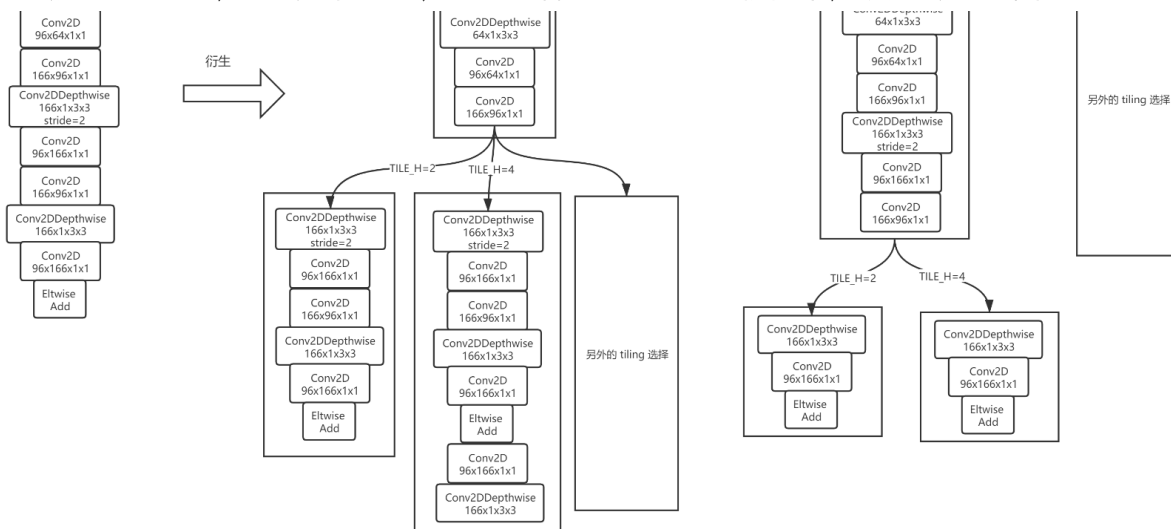 Conv2D
96x64x1x1
Conv2D
166x96x1x1
Conv2DDepthwise
166x1x3x3
stride=2
Conv2D
96x166x1x1
Conv2D
166x96x1x1
Conv2DDepthwise
166x1x3x3
Conv2D
96x166x1x1
Eltwise
Add
衍生
Conv2DDepthwise
64x1x3x3
Conv2D
96x64x1x1
Conv2D
166x96x1x1
TILE_H=2
TILE_H=4
Conv2DDepthwise
166x1x3x3
stride=2
Conv2D
96x166x1x1
Conv2D
166x96x1x1
Conv2DDepthwise
166x1x3x3
Conv2D
96x166x1x1
Eltwise
Add
Conv2DDepthwise
166x1x3x3
stride=2
Conv2D
96x166x1x1
Conv2D
166x96x1x1
Conv2DDepthwise
166x1x3x3
Conv2D
96x166x1x1
Eltwise
Add
Conv2D
96x166x1x1
Conv2DDepthwise
166x1x3x3
另外的 tiling 选择
64x1x3x3
Conv2D
96x64x1x1
Conv2D
166x96x1x1
Conv2DDepthwise
166x1x3x3
stride=2
Conv2D
96x166x1x1
Conv2D
166x96x1x1
TILE_H=2
TILE_H=4
Conv2DDepthwise
166x1x3x3
Conv2D
96x166x1x1
Eltwise
Add
Conv2DDepthwise
166x1x3x3
Conv2D
96x166x1x1
Eltwise
Add
另外的 tiling 选择